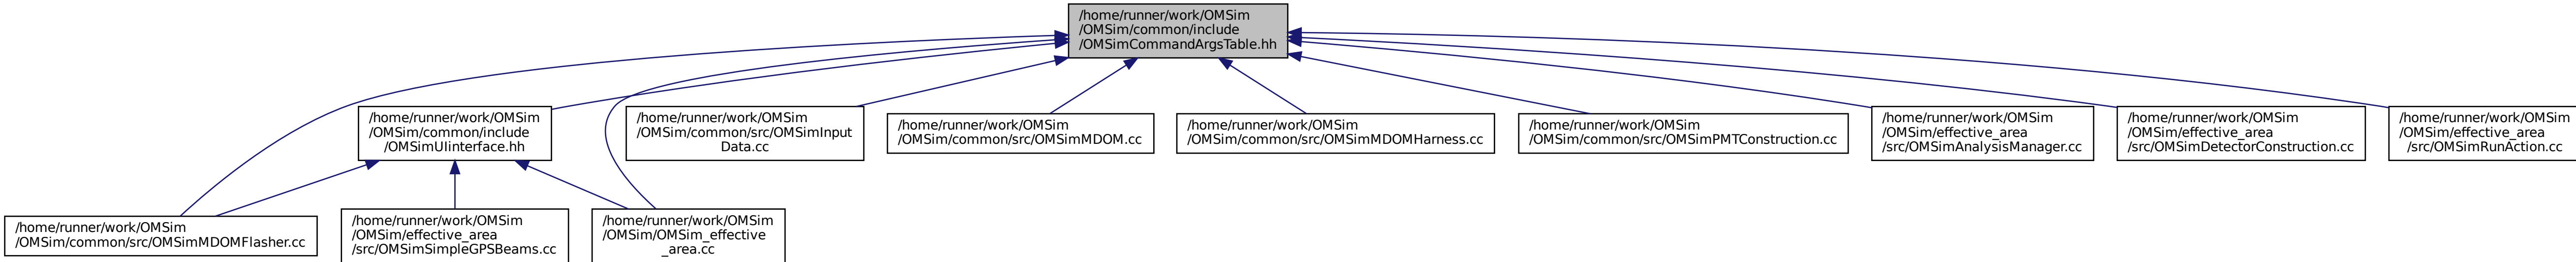 /home/runner/work/OMSim
/OMSim/common/include
/OMSimCommandArgsTable.hh
/home/runner/work/OMSim
/OMSim/common/include
/OMSimUIinterface.hh
/home/runner/work/OMSim
/OMSim/common/src/OMSimInput
Data.cc
/home/runner/work/OMSim
/OMSim/common/src/OMSimMDOM.cc
/home/runner/work/OMSim
/OMSim/common/src/OMSimMDOMHarness.cc
/home/runner/work/OMSim
/OMSim/common/src/OMSimPMTConstruction.cc
/home/runner/work/OMSim
/OMSim/effective_area
/src/OMSimAnalysisManager.cc
/home/runner/work/OMSim
/OMSim/effective_area
/src/OMSimDetectorConstruction.cc
/home/runner/work/OMSim
/OMSim/effective_area
/src/OMSimRunAction.cc
/home/runner/work/OMSim
/OMSim/common/src/OMSimMDOMFlasher.cc
/home/runner/work/OMSim
/OMSim/effective_area
/src/OMSimSimpleGPSBeams.cc
/home/runner/work/OMSim
/OMSim/OMSim_effective
_area.cc